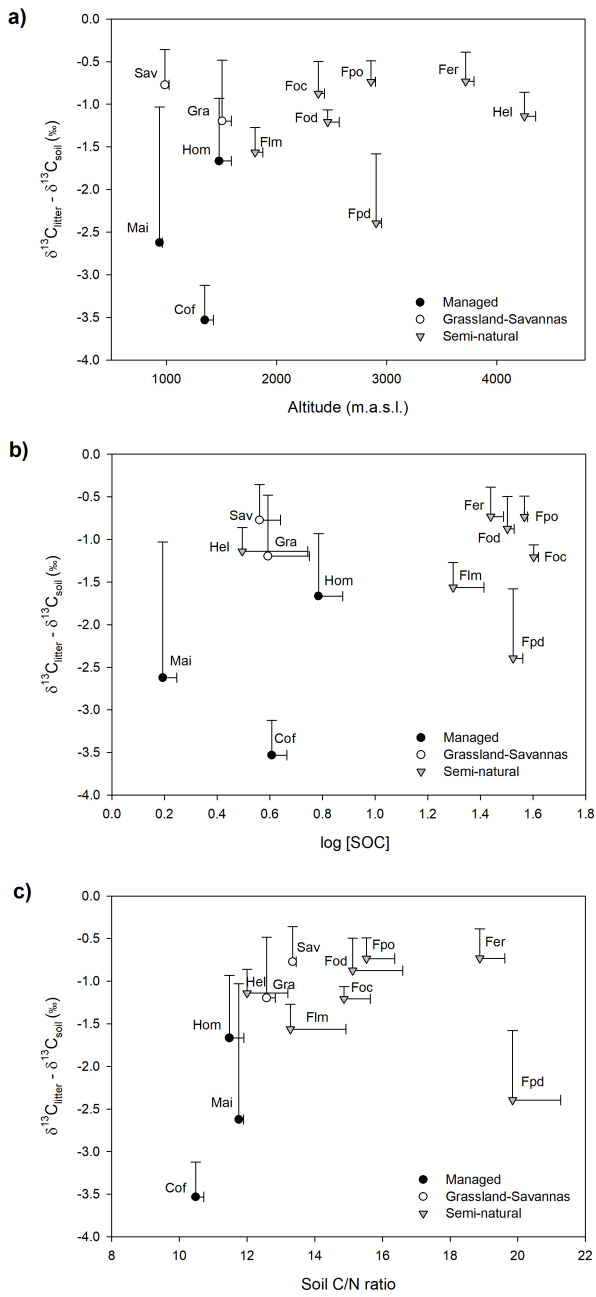 a)
0.0
-0.5
-1.0
-1.5
-2.0
-2.5
-3.0
-3.5
-4.0
δ13Clitter - δ13Csoil (‰)
Sav
Gra
Hom
Mai
Cof
Flm
Foc
Fod
Fpo
Fpd
Fer
Hel
Managed
Grassland-Savannas
Semi-natural
1000 2000 3000 4000
Altitude (m.a.s.l.)
b)
0.0
-0.5
-1.0
-1.5
-2.0
-2.5
-3.0
-3.5
-4.0
δ13Clitter - δ13Csoil (‰)
Sav
Hel
Gra
Hom
Mai
Cof
Fer
Fod
Fpo
Foc
Flm
Fpd
Managed
Grassland-Savannas
Semi-natural
0.0 0.2 0.4 0.6 0.8 1.0 1.2 1.4 1.6 1.8
log [SOC]
c)
0.0
-0.5
-1.0
-1.5
-2.0
-2.5
-3.0
-3.5
-4.0
δ13Clitter - δ13Csoil (‰)
Sav
Hel
Gra
Hom
Mai
Cof
Fod
Fpo
Foc
Flm
Fer
Fpd
Managed
Grassland-Savannas
Semi-natural
8 10 12 14 16 18 20 22
Soil C/N ratio